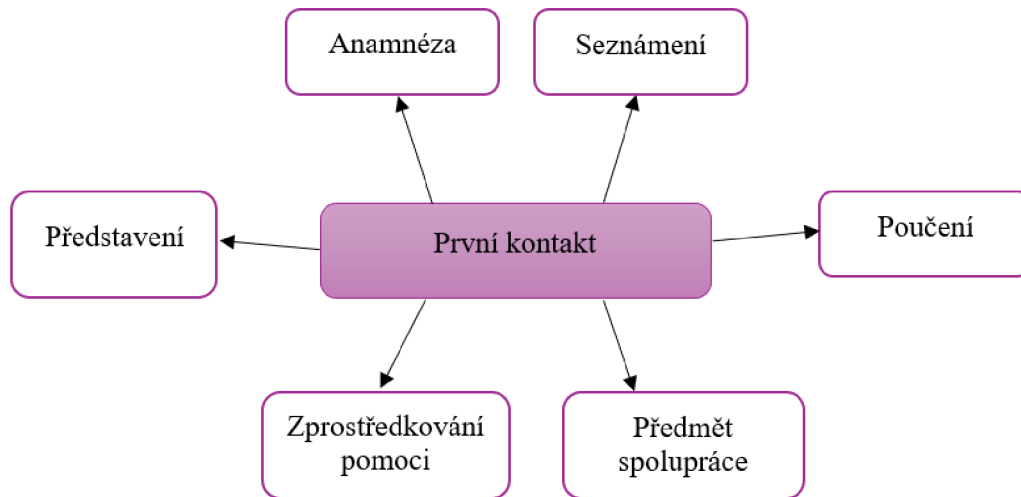 Anamnéza
Seznámení
Představení
První kontakt
Poučení
Zprostředkování
pomoci
Předmět
spolupráce